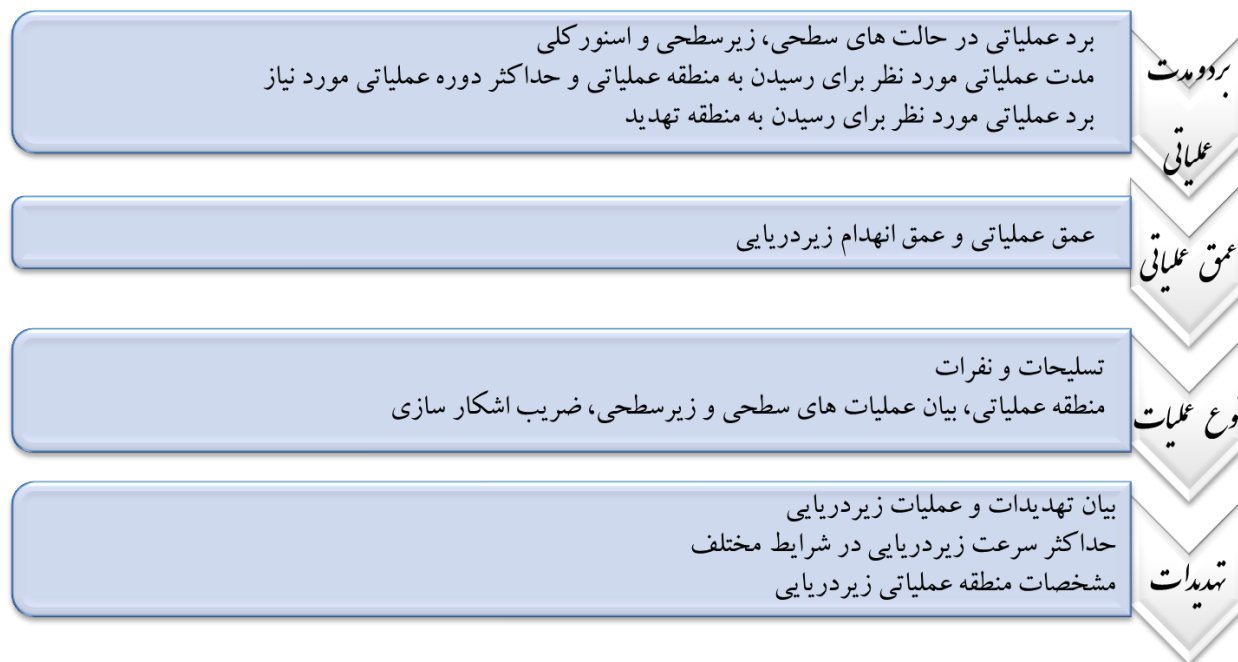 بردومدت
عملیاتی
برد عملیاتی در حالت های سطحی، زیرسطحی و اسنورکلی
مدت عملیاتی مورد نظر برای رسیدن به منطقه عملیاتی و حداکثر دوره عملیاتی مورد نیاز
برد عملیاتی مورد نظر برای رسیدن به منطقه تهدید
عمق عملیاتی
عمق عملیاتی و عمق انهدام زیردریایی
نوع عملیات
تسلیحات و نفرات
منطقه عملیاتی، بیان عملیات های سطحی و زیرسطحی، ضریب اشکار سازی
تهدیدات
بیان تهدیدات و عملیات زیردریایی
حداکثر سرعت زیردریایی در شرایط مختلف
مشخصات منطقه عملیاتی زیردریایی